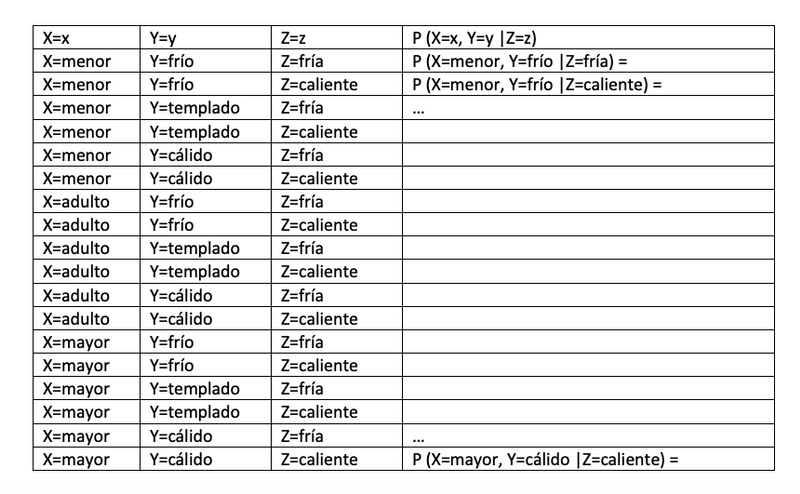 X=x Y=y Z=z P (X=x, Y=y |Z=z)
X=menor Y=frío Z=fría P (X=menor, Y=frío |Z=fría) =
X=menor Y=frío Z=caliente P (X=menor, Y=frío |Z=caliente) =
X=menor Y=templado Z=fría ...
X=menor Y=templado Z=caliente
X=menor Y=cálido Z=fría
X=menor Y=cálido Z=caliente
X=adulto Y=frío Z=fría
X=adulto Y=frío Z=caliente
X=adulto Y=templado Z=fría
X=adulto Y=templado Z=caliente
X=adulto Y=cálido Z=fría
X=adulto Y=cálido Z=caliente
X=mayor Y=frío Z=fría
X=mayor Y=frío Z=caliente
X=mayor Y=templado Z=fría
X=mayor Y=templado Z=caliente
X=mayor Y=cálido Z=fría ...
X=mayor Y=cálido Z=caliente P (X=mayor, Y=cálido |Z=caliente) =